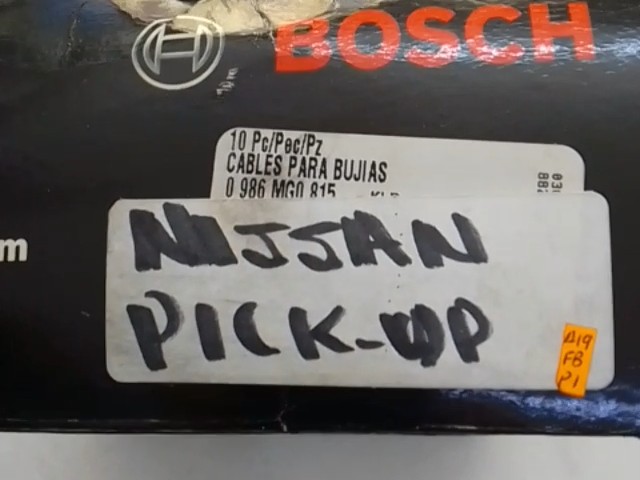 BOSCH
10 Pc/Pec/Pz
CABLES PARA BUJIAS
0 986 MG0 815
m
NISSAN
PICK-UP
A19
FB
P1